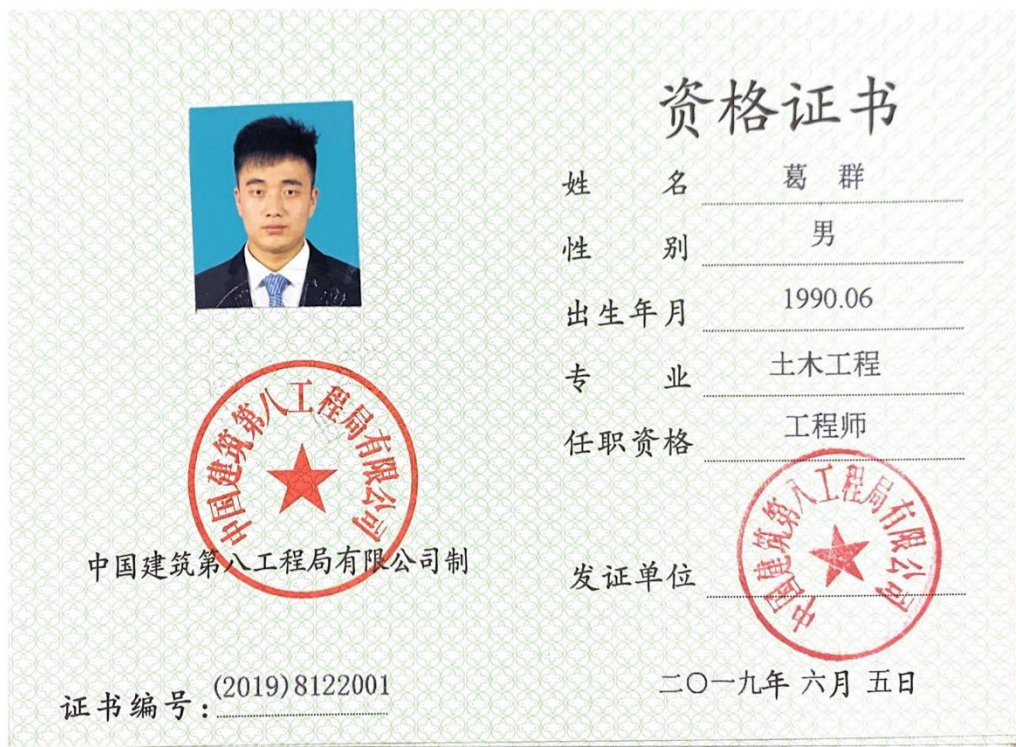 资格证书
姓 名 葛 群
性 别 男
出生年月 1990.06
专 业 土木工程
任职资格 工程师
发证单位
中国建筑第八工程局有限公司
二〇一九年 六月 五日
中国建筑第八工程局有限公司
中国建筑第八工程局有限公司制
证书编号：(2019)8122001